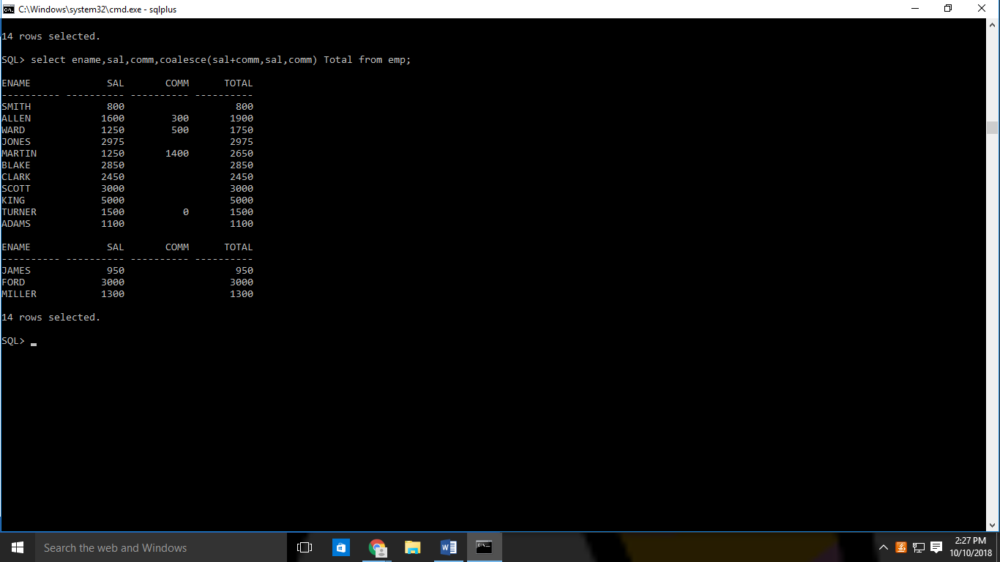 C:\Windows\system32\cmd.exe - sqlplus
14 rows selected.
SQL> select ename,sal,comm,coalesce(sal+comm,sal,comm) Total from emp;
ENAME             SAL       COMM      TOTAL
---------- ---------- ---------- ----------
SMITH             800                   800
ALLEN            1600        300       1900
WARD             1250        500       1750
JONES            2975                  2975
MARTIN           1250       1400       2650
BLAKE            2850                  2850
CLARK            2450                  2450
SCOTT            3000                  3000
KING             5000                  5000
TURNER           1500          0       1500
ADAMS            1100                  1100
ENAME             SAL       COMM      TOTAL
---------- ---------- ---------- ----------
JAMES             950                   950
FORD             3000                  3000
MILLER           1300                  1300
14 rows selected.
SQL>
Search the web and Windows
2:27 PM
10/10/2018